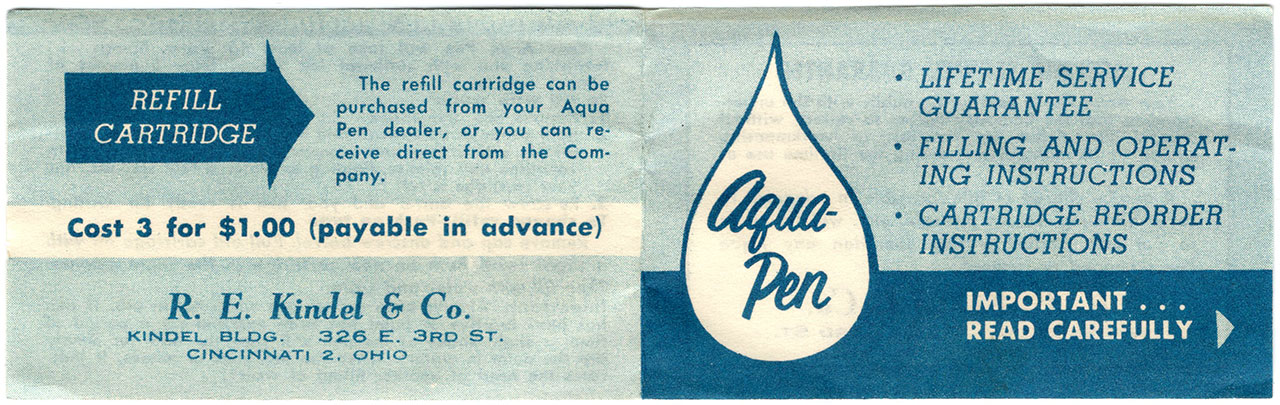 REFILL
CARTRIDGE
The refill cartridge can be
purchased from your Aqua
Pen dealer, or you can re-
ceive direct from the Com-
pany.
Cost 3 for $1.00 (payable in advance)
R. E. Kindel & Co.
KINDEL BLDG. 326 E. 3RD ST.
CINCINNATI 2, OHIO
Aqua-
Pen
• LIFETIME SERVICE
GUARANTEE
• FILLING AND OPERAT-
ING INSTRUCTIONS
• CARTRIDGE REORDER
INSTRUCTIONS
IMPORTANT . . .
READ CAREFULLY